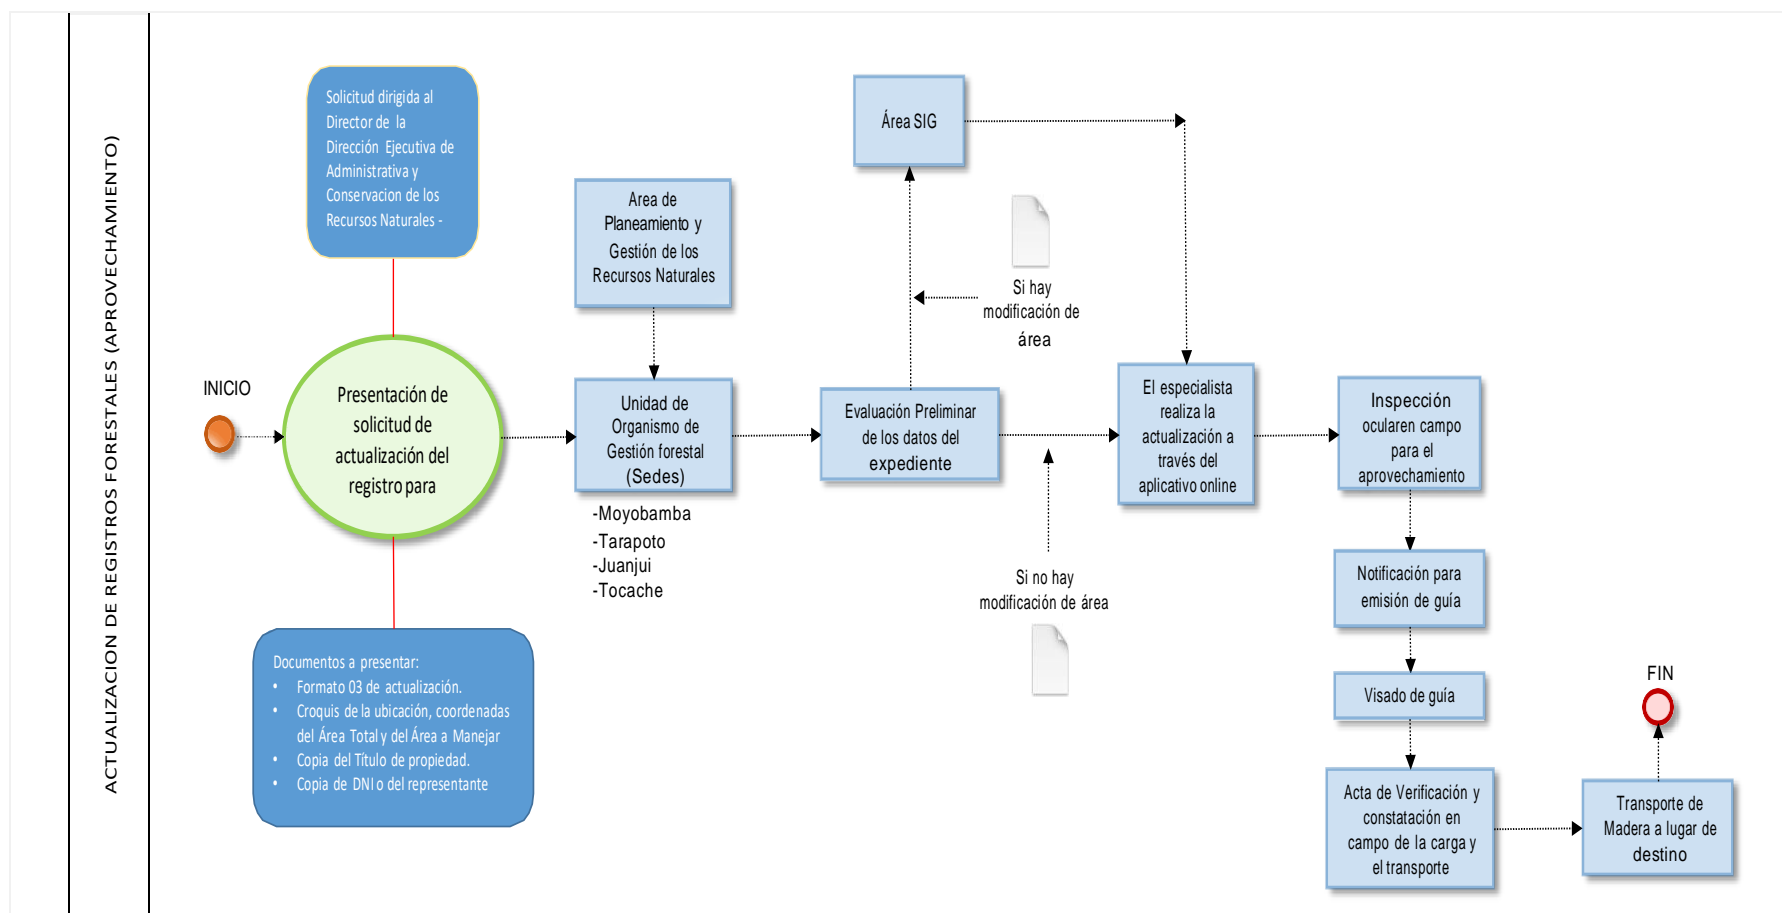 ACTUALIZACION DE REGISTROS FORESTALES (APROVECHAMIENTO)
Solicitud dirigida al
Director de la
Dirección Ejecutiva de
Administrativa y
Conservacion de los
Recursos Naturales -
INICIO
Presentación de
solicitud de
actualización del
registro para
Documentos a presentar:
• Formato 03 de actualización.
• Croquis de la ubicación, coordenadas
del Área Total y del Área a Manejar
• Copia del Título de propiedad.
• Copia de DNI o del representante
Area de
Planeamiento y
Gestión de los
Recursos Naturales
Unidad de
Organismo de
Gestión forestal
(Sedes)
-Moyobamba
-Tarapoto
-Juanjui
-Tocache
Evaluación Preliminar
de los datos del
expediente
Área SIG
Si hay
modificación de
área
Si no hay
modificación de área
El especialista
realiza la
actualización a
través del
aplicativo online
Inspección
ocularen campo
para el
aprovechamiento
Notificación para
emisión de guía
Visado de guía
Acta de Verificación y
constatación en
campo de la carga y
el transporte
Transporte de
Madera a lugar de
destino
FIN